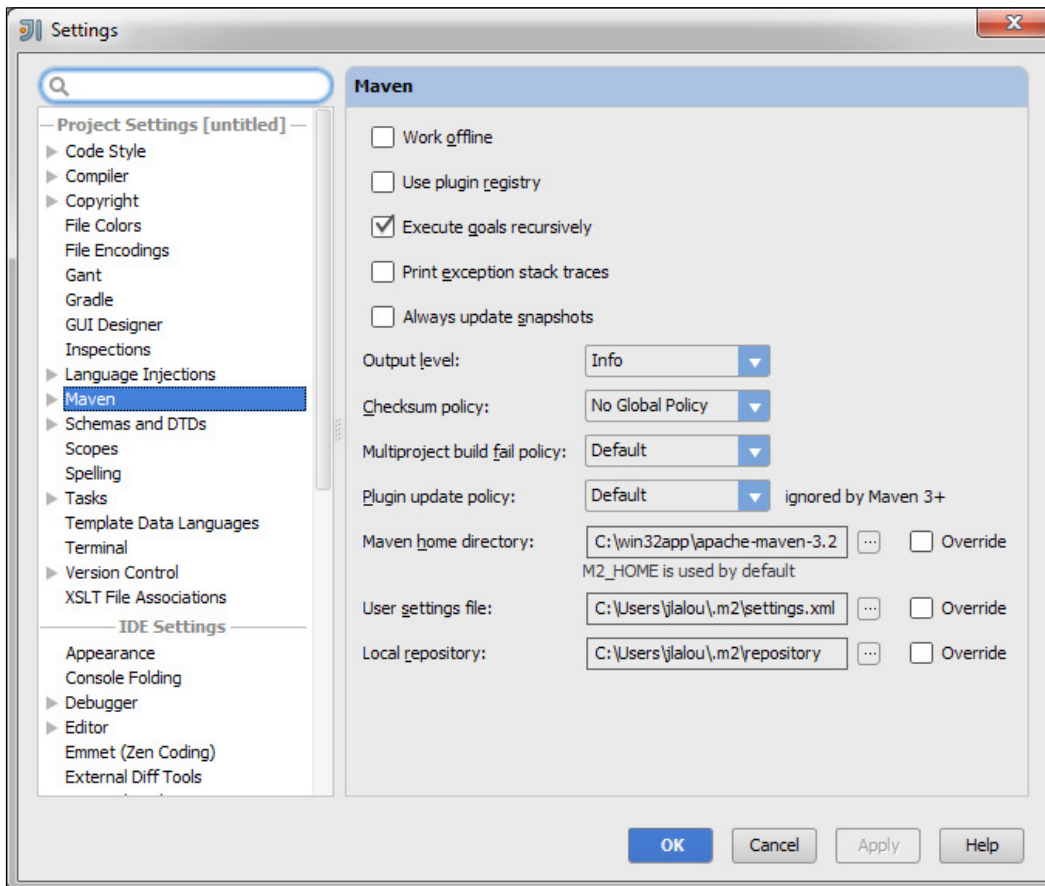 Settings
Project Settings [untitled]
Code Style
Compiler
Copyright
File Colors
File Encodings
Gant
Gradle
GUI Designer
Inspections
Language Injections
Maven
Schemas and DTDs
Scopes
Spelling
Tasks
Template Data Languages
Terminal
Version Control
XSLT File Associations
IDE Settings
Appearance
Console Folding
Debugger
Editor
Emmet (Zen Coding)
External Diff Tools
Maven
Work offline
Use plugin registry
Execute goals recursively
Print exception stack traces
Always update snapshots
Output level: Info
Checksum policy: No Global Policy
Multiproject build fail policy: Default
Plugin update policy: Default ignored by Maven 3+
Maven home directory: C:\win32app\apache-maven-3.2 ... Override
M2_HOME is used by default
User settings file: C:\Users\jlalou\.m2\settings.xml ... Override
Local repository: C:\Users\jlalou\.m2\repository ... Override
OK Cancel Apply Help